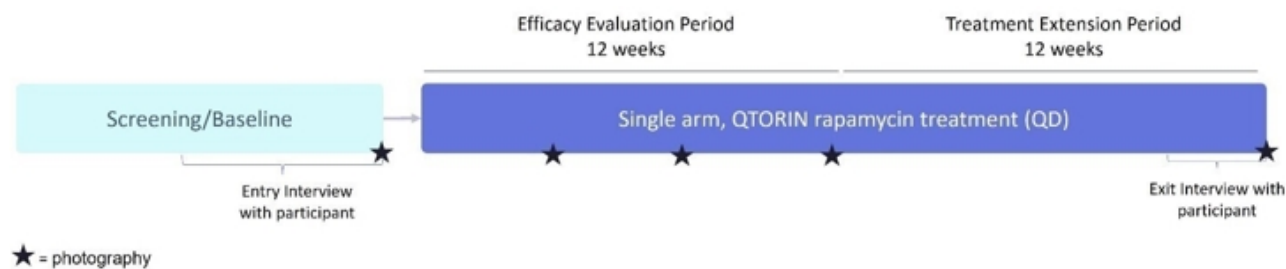 Efficacy Evaluation Period
12 weeks
Treatment Extension Period
12 weeks
Screening/Baseline
Single arm, QTORIN rapamycin treatment (QD)
Entry Interview
with participant
Exit Interview with
participant
★ = photography